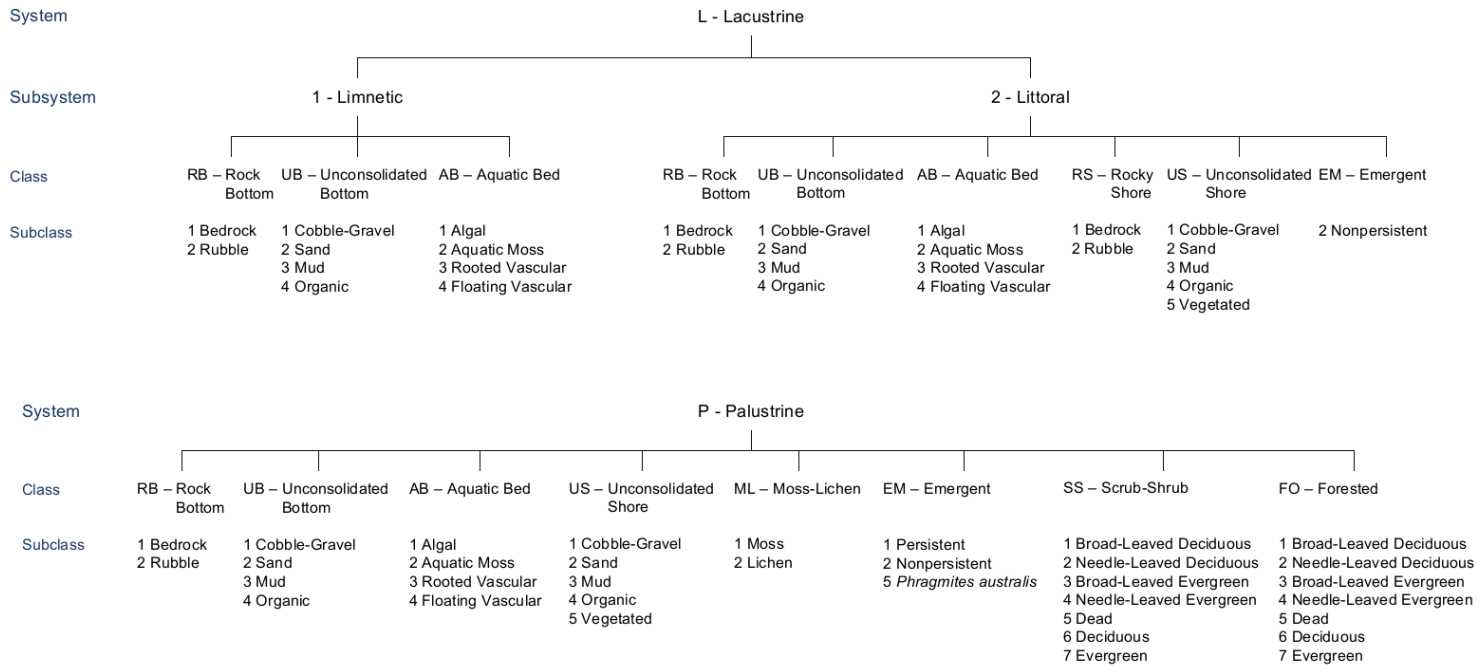 System
L - Lacustrine
Subsystem
1 - Limnetic
2 - Littoral
Class
RB – Rock
Bottom
UB – Unconsolidated
Bottom
AB – Aquatic Bed
RB – Rock
Bottom
UB – Unconsolidated
Bottom
AB – Aquatic Bed
RS – Rocky
Shore
US – Unconsolidated
Shore
EM – Emergent
Subclass
1 Bedrock
2 Rubble
1 Cobble-Gravel
2 Sand
3 Mud
4 Organic
1 Algal
2 Aquatic Moss
3 Rooted Vascular
4 Floating Vascular
1 Bedrock
2 Rubble
1 Cobble-Gravel
2 Sand
3 Mud
4 Organic
1 Algal
2 Aquatic Moss
3 Rooted Vascular
4 Floating Vascular
1 Bedrock
2 Rubble
1 Cobble-Gravel
2 Sand
3 Mud
4 Organic
5 Vegetated
2 Nonpersistent
System
P - Palustrine
Class
RB – Rock
Bottom
UB – Unconsolidated
Bottom
AB – Aquatic Bed
US – Unconsolidated
Shore
ML – Moss-Lichen
EM – Emergent
SS – Scrub-Shrub
FO – Forested
Subclass
1 Bedrock
2 Rubble
1 Cobble-Gravel
2 Sand
3 Mud
4 Organic
1 Algal
2 Aquatic Moss
3 Rooted Vascular
4 Floating Vascular
1 Cobble-Gravel
2 Sand
3 Mud
4 Organic
5 Vegetated
1 Moss
2 Lichen
1 Persistent
2 Nonpersistent
5 Phragmites australis
1 Broad-Leaved Deciduous
2 Needle-Leaved Deciduous
3 Broad-Leaved Evergreen
4 Needle-Leaved Evergreen
5 Dead
6 Deciduous
7 Evergreen
1 Broad-Leaved Deciduous
2 Needle-Leaved Deciduous
3 Broad-Leaved Evergreen
4 Needle-Leaved Evergreen
5 Dead
6 Deciduous
7 Evergreen